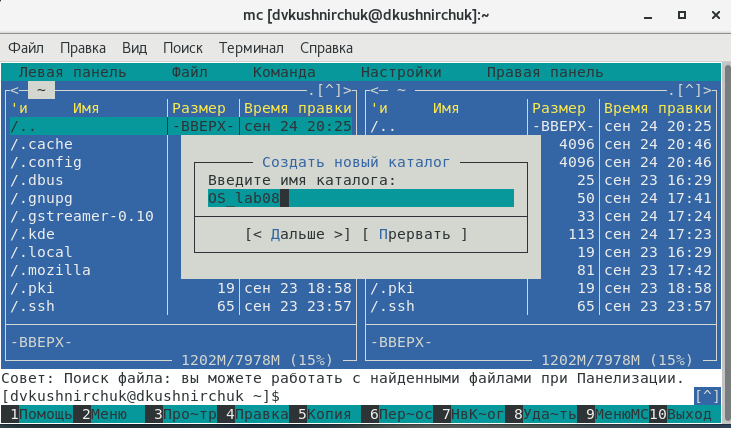 mc [dvkushnirchuk@dkushnirchuk]:~
Файл Правка Вид Поиск Терминал Справка
Левая панель Файл Команда Настройки Правая панель
<─ ~ ─.[^]> <─ ~ ─.[^]>
'и Имя Размер Время правки 'и Имя Размер Время правки
/.. -ВВЕРХ- сен 24 20:25 /.. -ВВЕРХ- сен 24 20:25
/.cache 4096 сен 24 20:46
/.config Создать новый каталог 4096 сен 24 20:46
/.dbus Введите имя каталога: 25 сен 23 16:29
/.gnupg OS_lab08 50 сен 24 17:41
/.gstreamer-0.10 33 сен 24 17:24
/.kde [< Дальше >] [ Прервать ] 113 сен 24 17:23
/.local 19 сен 23 16:29
/.mozilla 81 сен 23 17:42
/.pki 19 сен 23 18:58 /.pki 19 сен 23 18:58
/.ssh 65 сен 23 23:57 /.ssh 65 сен 23 23:57
-ВВЕРХ- -ВВЕРХ-
1202M/7978M (15%) 1202M/7978M (15%)
Совет: Поиск файла: вы можете работать с найденными файлами при Панелизации.
[dvkushnirchuk@dkushnirchuk ~]$ [^]
1Помощь 2Меню 3Про~тр 4Правка 5Копия 6Пер~ос 7НвК~ог 8Уда~ть 9МенюMC 10Выход